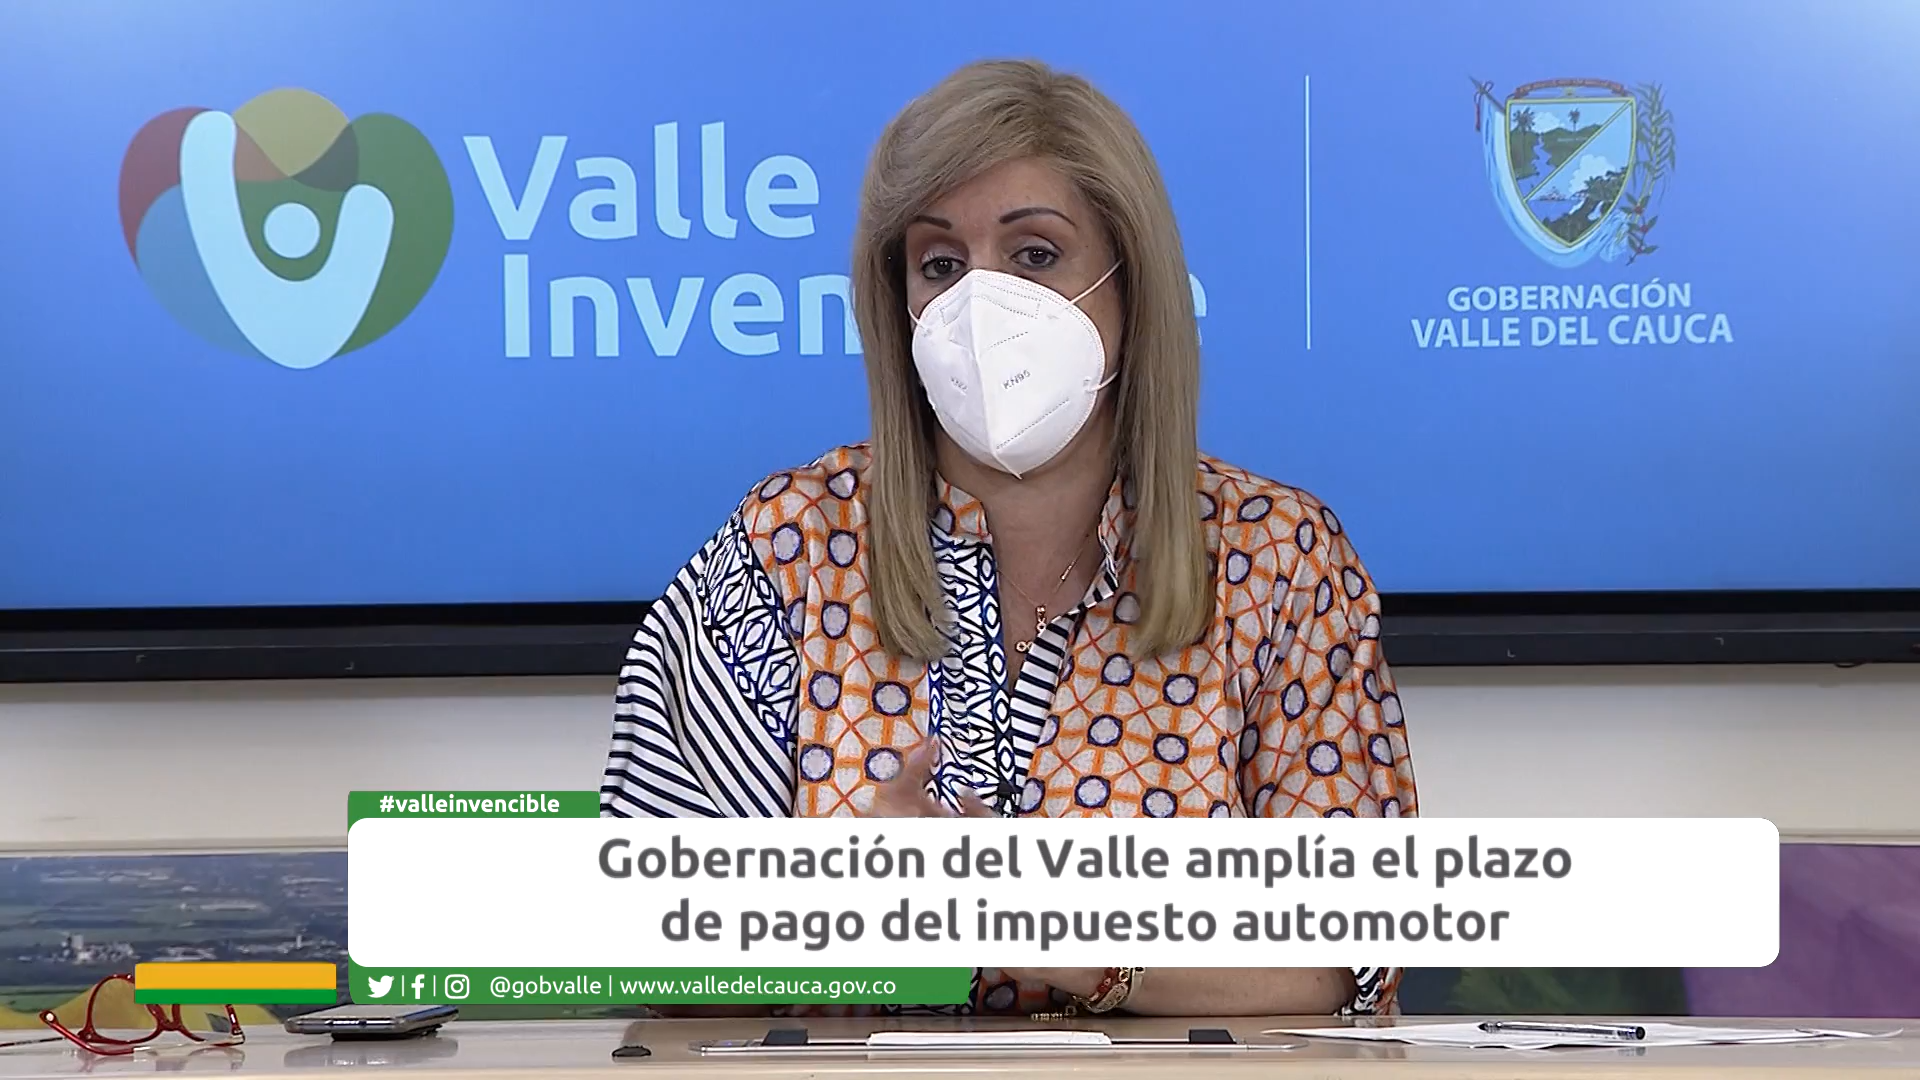 Valle
Inven e
GOBERNACIÓN
VALLE DEL CAUCA
KN95
#valleinvencible
Gobernación del Valle amplía el plazo
de pago del impuesto automotor
@gobvalle | www.valledelcauca.gov.co